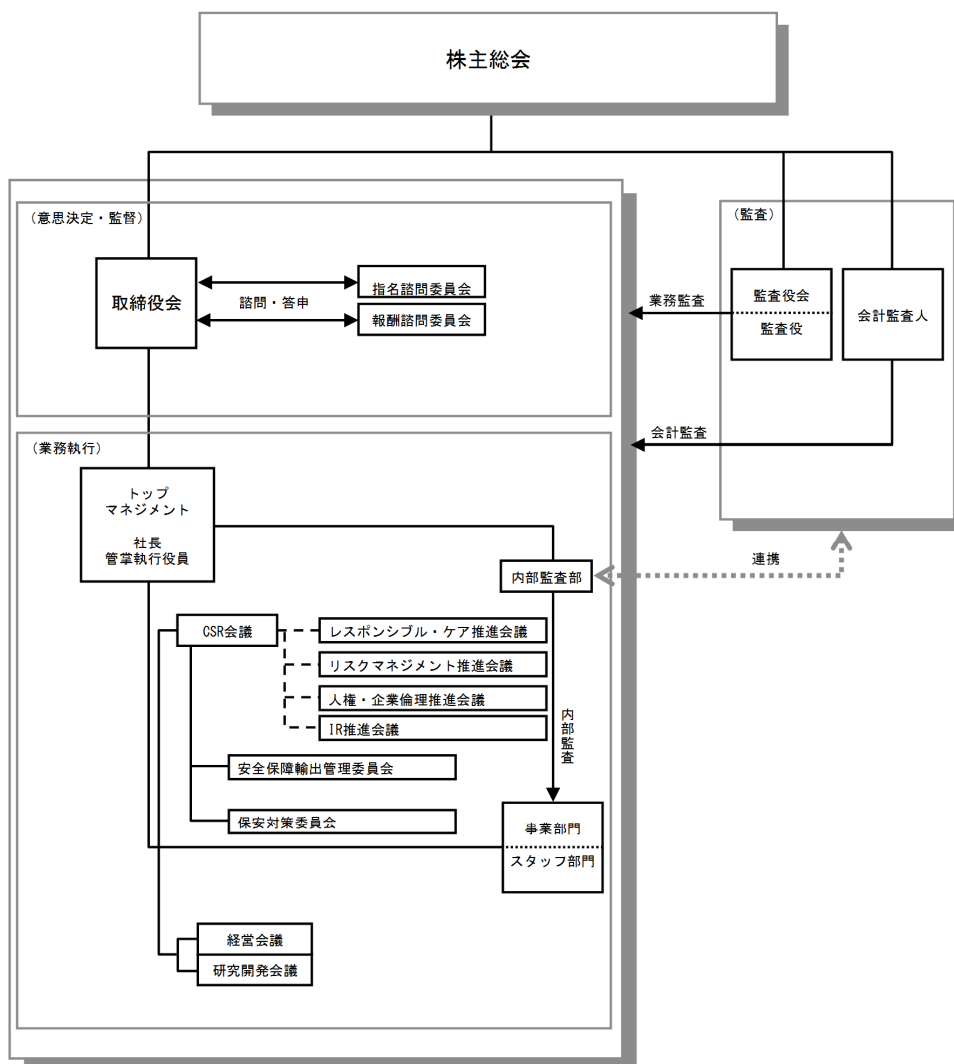 株主総会
（意思決定・監督）
取締役会
諮問・答申
指名諮問委員会
報酬諮問委員会
（監査）
業務監査
監査役会
監査役
会計監査人
会計監査
（業務執行）
トップ
マネジメント
社長
管掌執行役員
内部監査部
連携
CSR会議
レスポンシブル・ケア推進会議
リスクマネジメント推進会議
人権・企業倫理推進会議
IR推進会議
内部監査
安全保障輸出管理委員会
保安対策委員会
事業部門
スタッフ部門
経営会議
研究開発会議